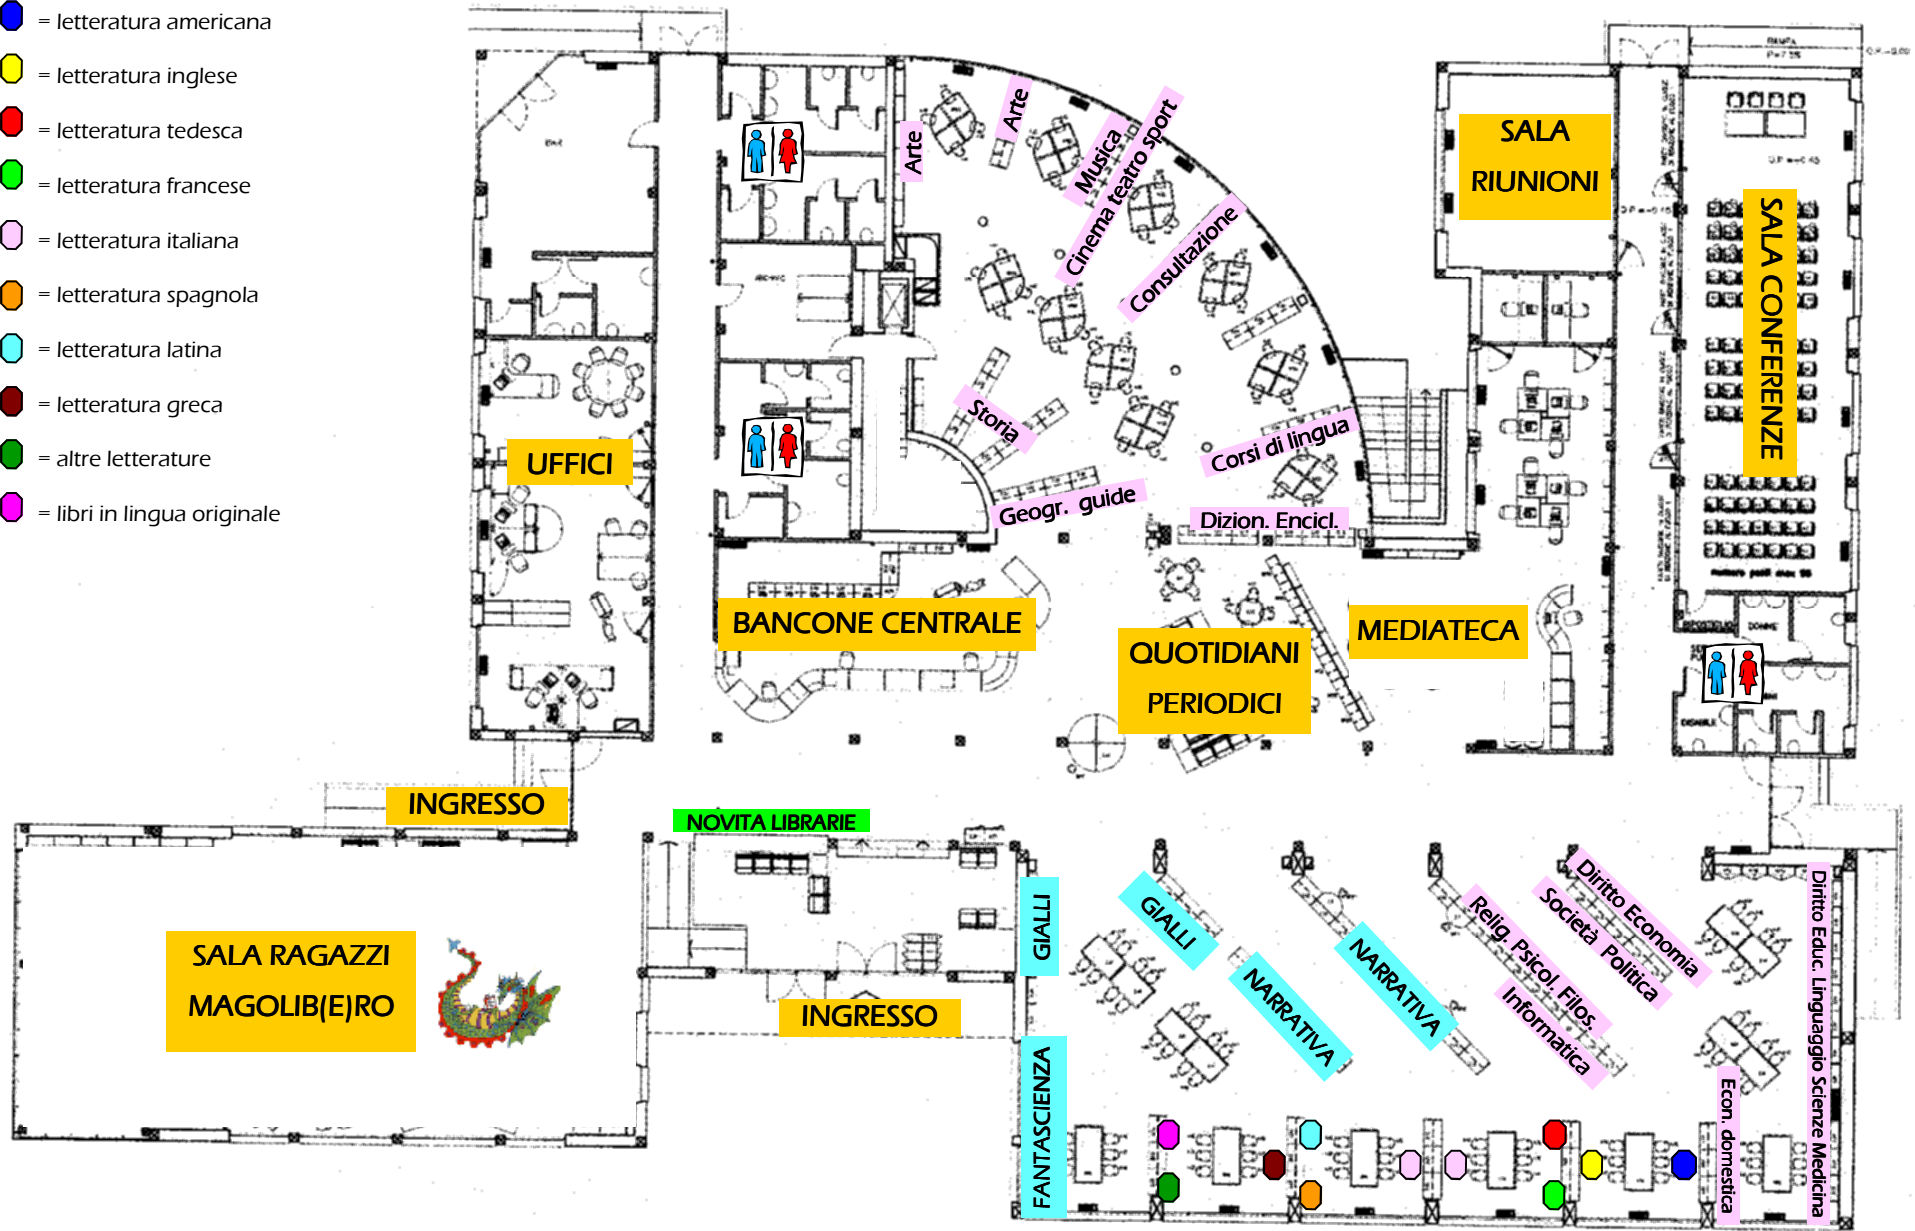 = letteratura americana
= letteratura inglese
= letteratura tedesca
= letteratura francese
= letteratura italiana
= letteratura spagnola
= letteratura latina
= letteratura greca
= altre letterature
= libri in lingua originale
Arte
Arte
Musica
Cinema teatro sport
Consultazione
Storia
Geogr. guide
Corsi di lingua
Dizion. Encicl.
SALA
RIUNIONI
SALA CONFERENZE
RAMPA
UFFICI
BANCONE CENTRALE
QUOTIDIANI
PERIODICI
MEDIATECA
DONNE
INGRESSO
NOVITA LIBRARIE
SALA RAGAZZI
MAGOLIB(E)RO
INGRESSO
GIALLI
FANTASCIENZA
GIALLI
NARRATIVA
NARRATIVA
Relig. Psicol. Filos.
Informatica
Diritto Economia
Società Politica
Econ. domestica
Diritto Educ. Linguaggio Scienze Medicina